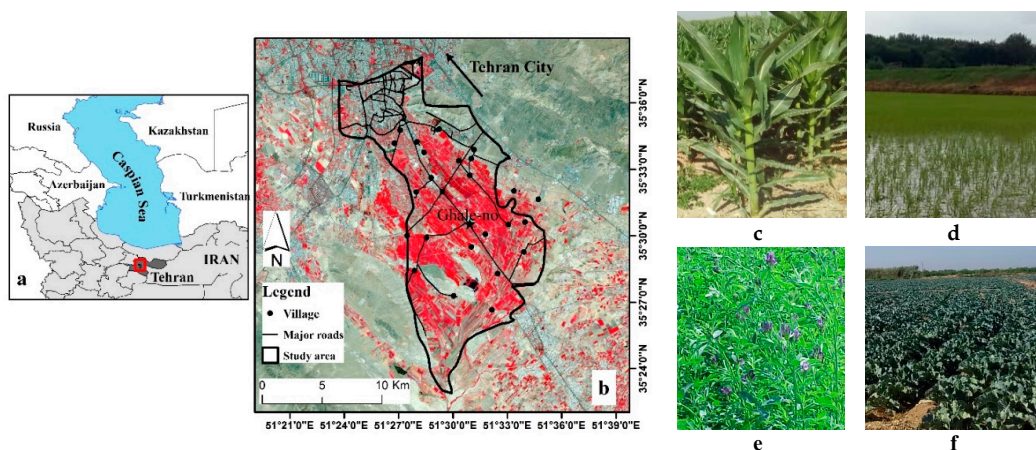 Russia
Kazakhstan
Caspian Sea
Azerbaijan
Turkmenistan
IRAN
Tehran
a
Tehran City
Ghale-no
N
Legend
Village
Major roads
Study area
0 10 Km
b
35°36'0"N
35°33'0"N
35°30'0"N
35°27'0"N
35°24'0"N
51°21'0"E 51°24'0"E 51°27'0"E 51°30'0"E 51°33'0"E 51°36'0"E 51°39'0"E
c
d
e
f